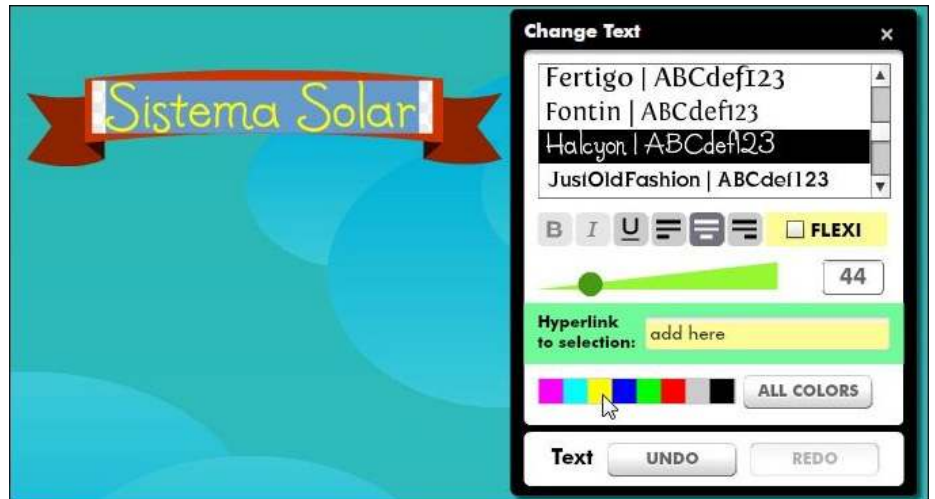 Sistema Solar
Change Text ×
Fertigo | ABCdef123
Fontin | ABCdef123
Halcyon | ABCdef123
JustOldFashion | ABCdef123
B I U FLEXI
44
Hyperlink
to selection: add here
ALL COLORS
Text UNDO REDO